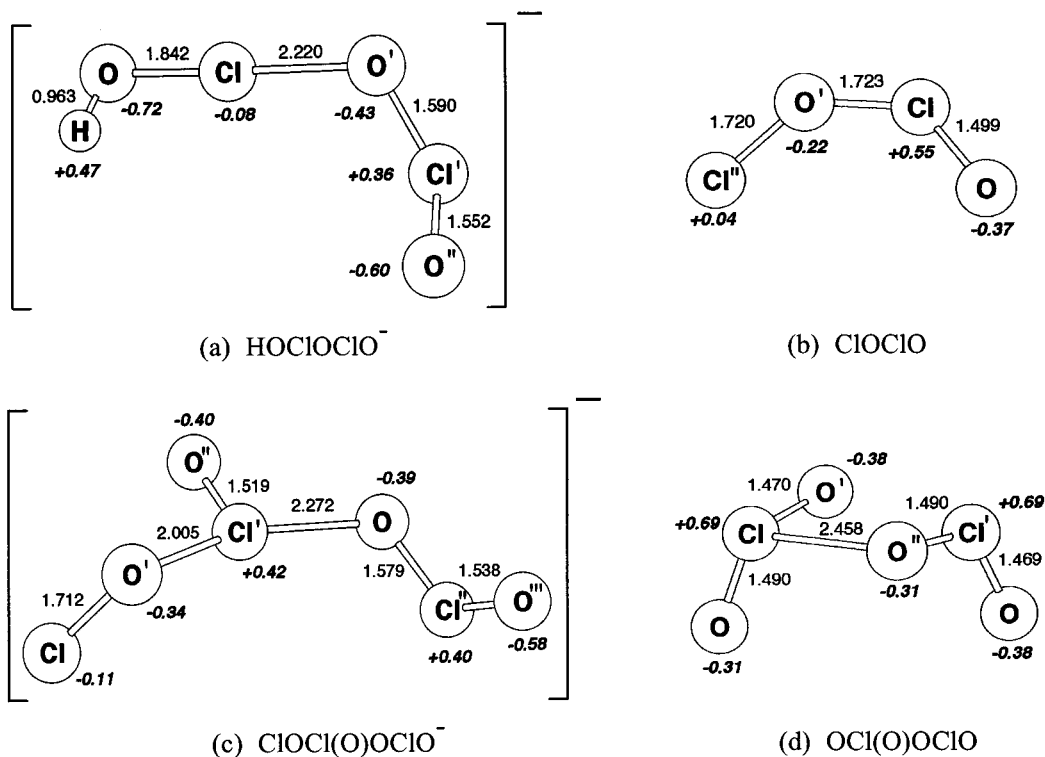 O 1.842 Cl 2.220 O'
0.963 -0.72 -0.08 -0.43 1.590
H
+0.47 +0.36 Cl'
1.552
-0.60 O"
−
(a) HOClOClO⁻
O' 1.723 Cl
1.720 -0.22 +0.55 1.499
Cl" O
+0.04 -0.37
(b) ClOClO
-0.40
O" -0.39
1.519 2.272 O
2.005 Cl'
O' +0.42 1.579 1.538 O'''
1.712 -0.34 Cl" -0.58
Cl +0.40
-0.11
−
(c) ClOCl(O)OClO⁻
-0.38
1.470 O' 1.490 +0.69
+0.69 Cl 2.458 Cl'
1.490 O" 1.469
-0.31
O O
-0.31 -0.38
(d) OCl(O)OClO